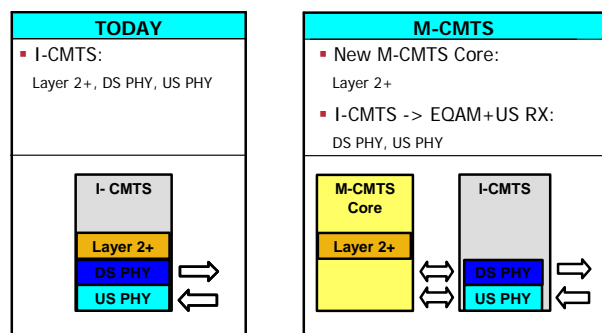 TODAY
▪ I-CMTS:
Layer 2+, DS PHY, US PHY
I- CMTS
Layer 2+
DS PHY
US PHY
M-CMTS
▪ New M-CMTS Core:
Layer 2+
▪ I-CMTS -> EQAM+US RX:
DS PHY, US PHY
M-CMTS
Core
Layer 2+
I-CMTS
DS PHY
US PHY